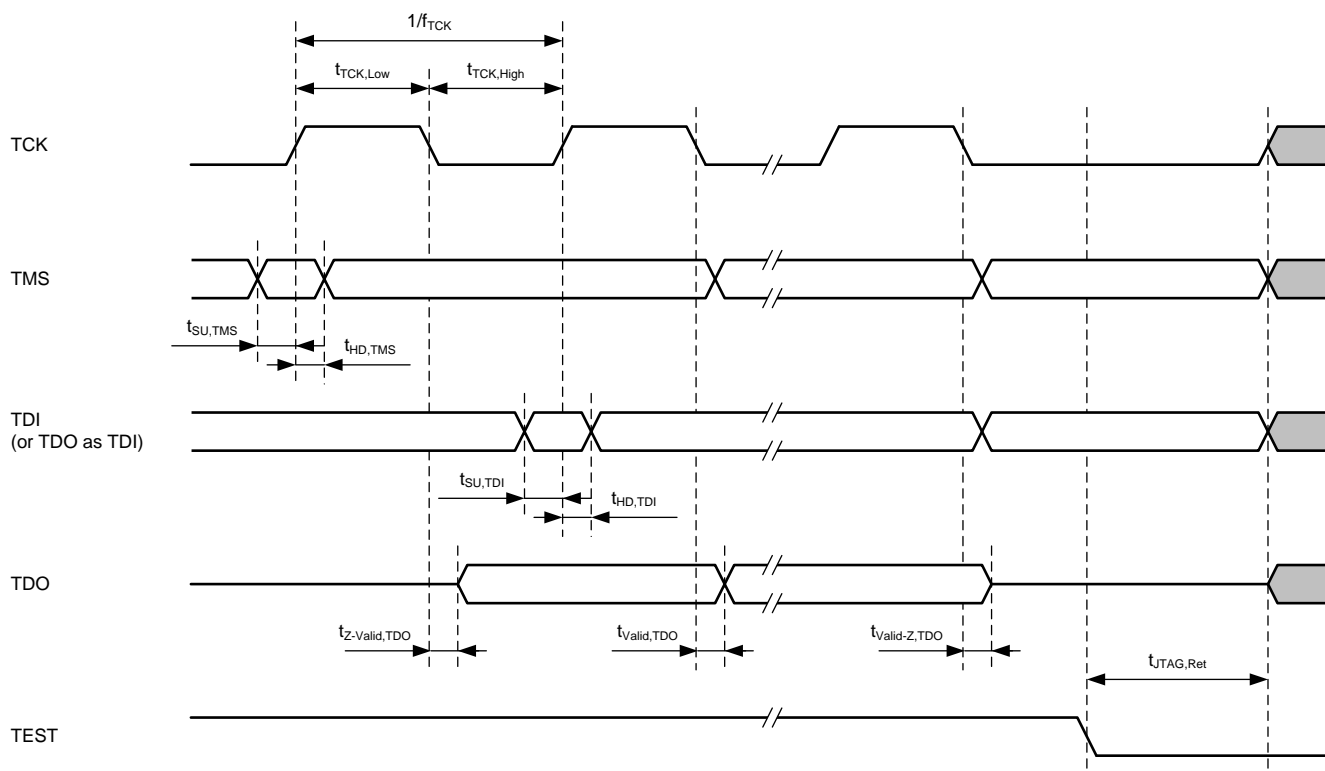 1/fTCK
tTCK,Low
tTCK,High
TCK
TMS
tSU,TMS
tHD,TMS
TDI
(or TDO as TDI)
tSU,TDI
tHD,TDI
TDO
tZ-Valid,TDO
tValid,TDO
tValid-Z,TDO
tJTAG,Ret
TEST